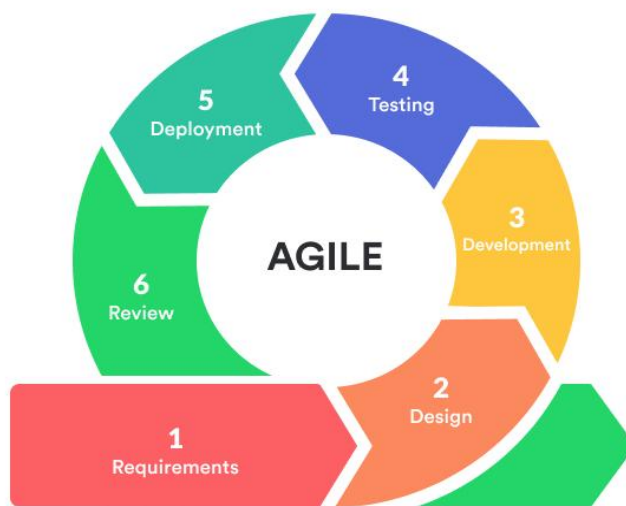 1
Requirements
2
Design
3
Development
4
Testing
5
Deployment
6
Review
AGILE